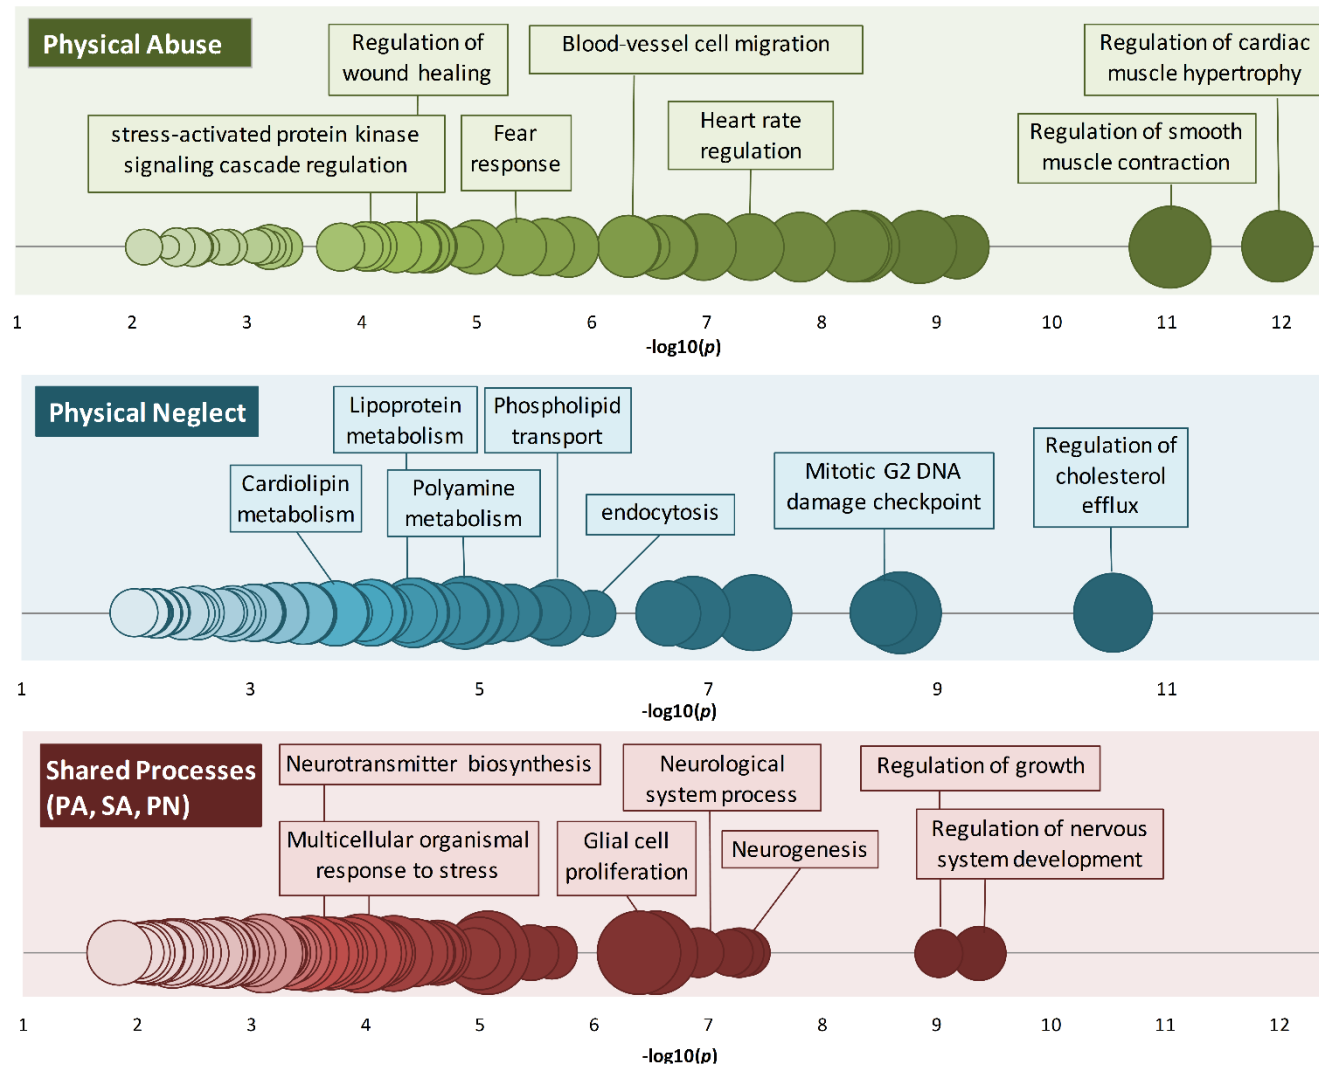 Physical Abuse
Regulation of
wound healing
Blood-vessel cell migration
Regulation of cardiac
muscle hypertrophy
stress-activated protein kinase
signaling cascade regulation
Fear
response
Heart rate
regulation
Regulation of smooth
muscle contraction
1 2 3 4 5 6 7 8 9 10 11 12
-log10(p)
Physical Neglect
Lipoprotein
metabolism
Phospholipid
transport
Cardiolipin
metabolism
Polyamine
metabolism
endocytosis
Mitotic G2 DNA
damage checkpoint
Regulation of
cholesterol
efflux
1 3 5 7 9 11
-log10(p)
Shared Processes
(PA, SA, PN)
Neurotransmitter biosynthesis
Neurological
system process
Regulation of growth
Multicellular organismal
response to stress
Glial cell
proliferation
Neurogenesis
Regulation of nervous
system development
1 2 3 4 5 6 7 8 9 10 11 12
-log10(p)